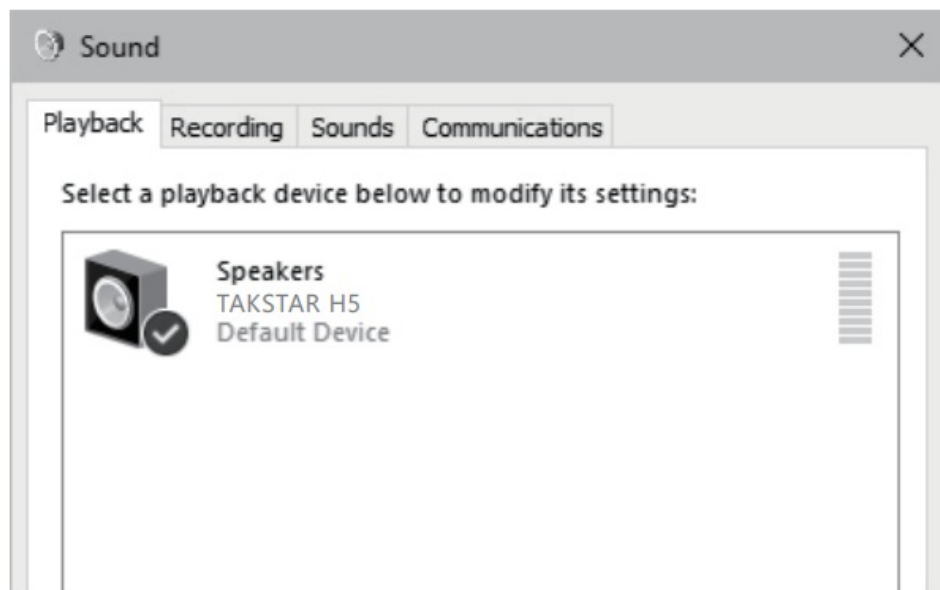 Sound
Playback Recording Sounds Communications
Select a playback device below to modify its settings:
Speakers
TAKSTAR H5
Default Device